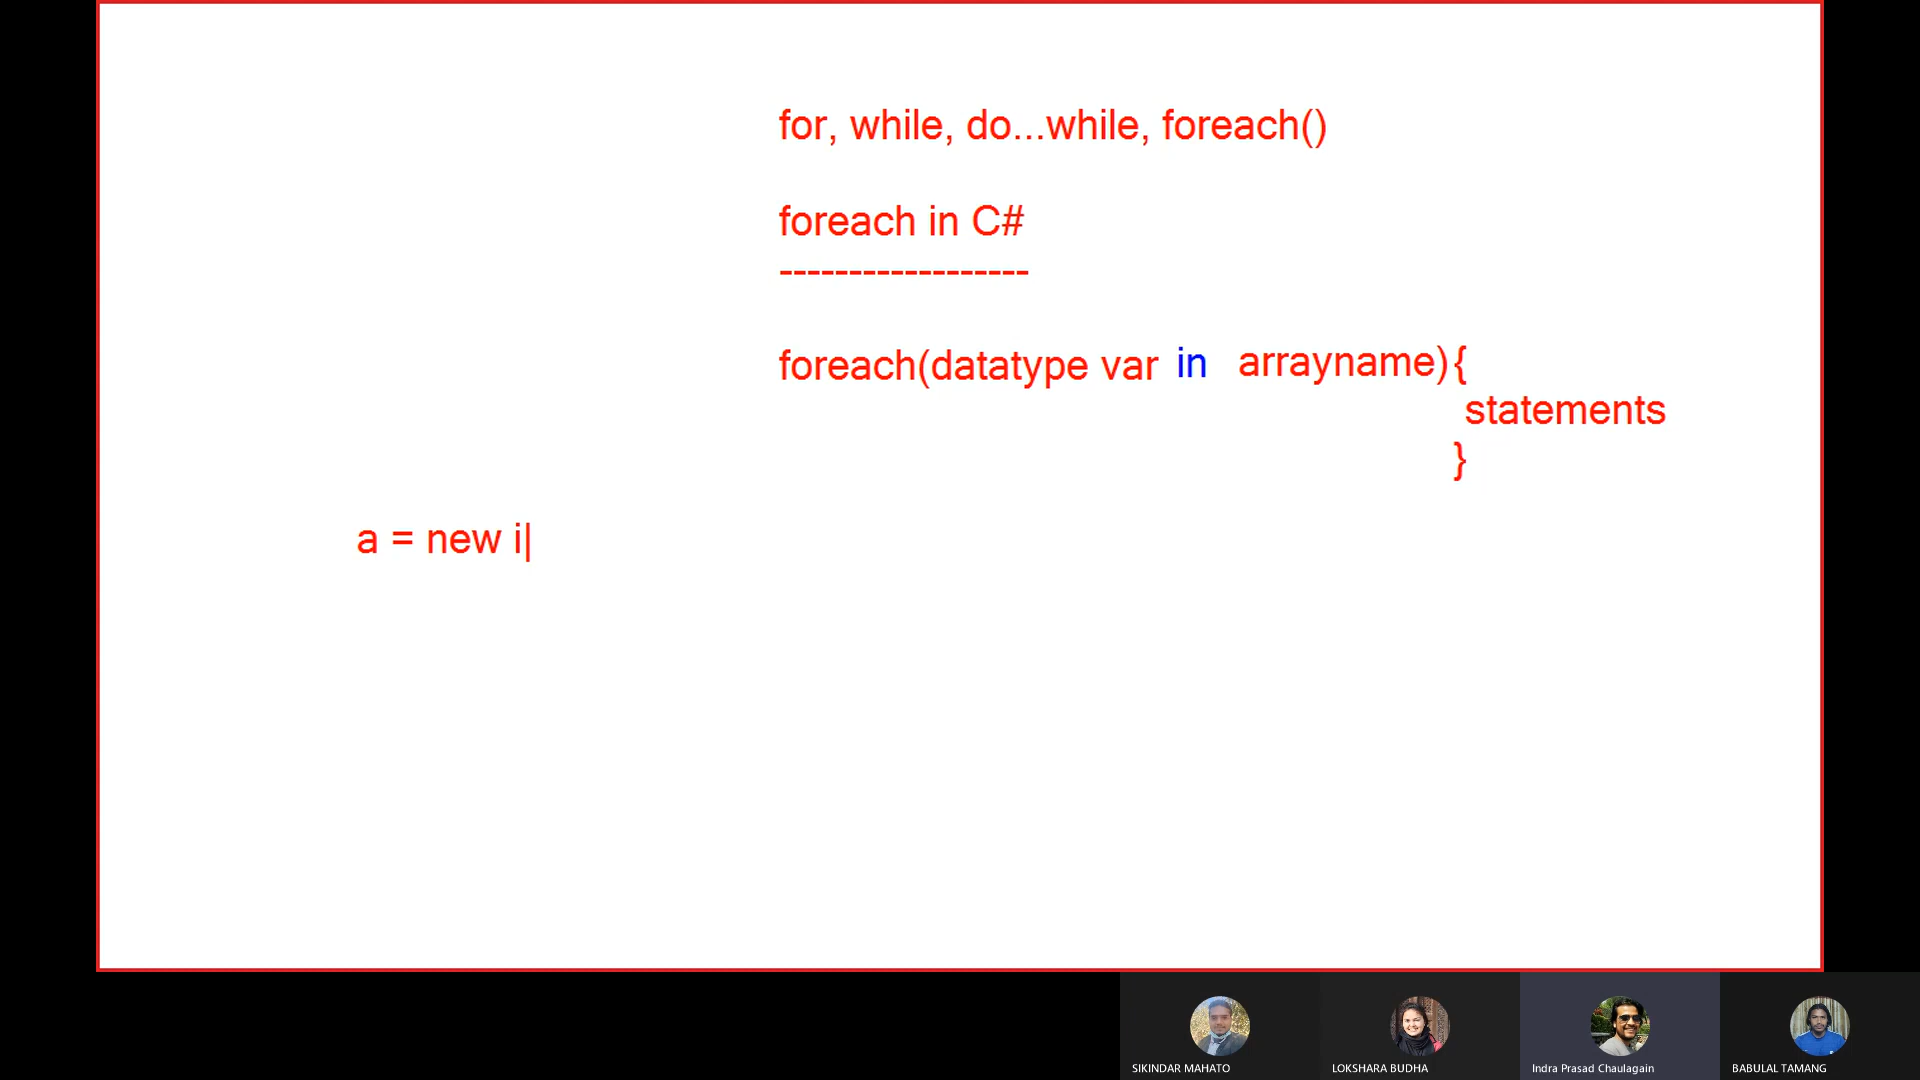 for, while, do...while, foreach()
foreach in C#
------------------
foreach(datatype var in arrayname){
statements
}
a = new i
SIKINDAR MAHATO
LOKSHARA BUDHA
Indra Prasad Chaulagain
BABULAL TAMANG